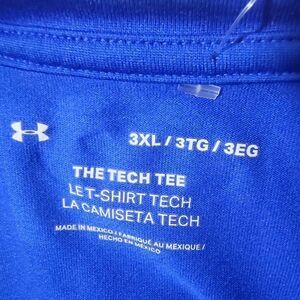 3XL / 3TG / 3EG
THE TECH TEE
LE T-SHIRT TECH
LA CAMISETA TECH
MADE IN MEXICO / FABRIQUÉ AU MEXIQUE /
HECHO EN MÉXICO